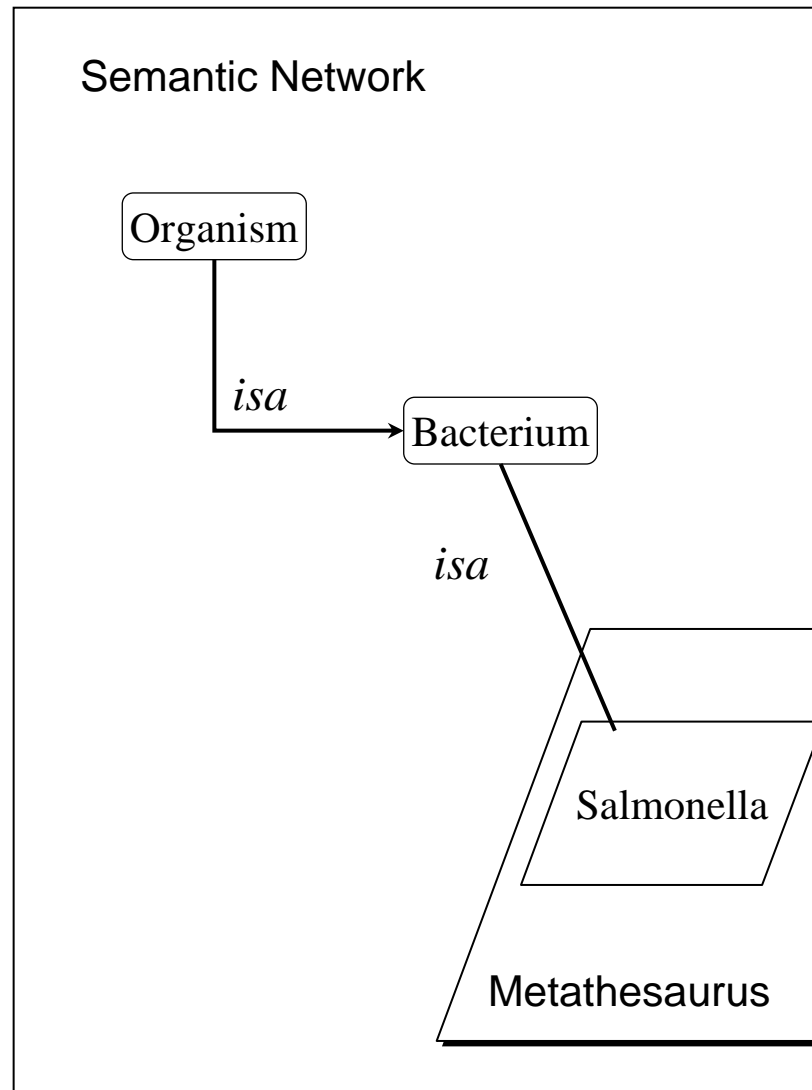 Semantic Network
Organism
isa
Bacterium
isa
Salmonella
Metathesaurus